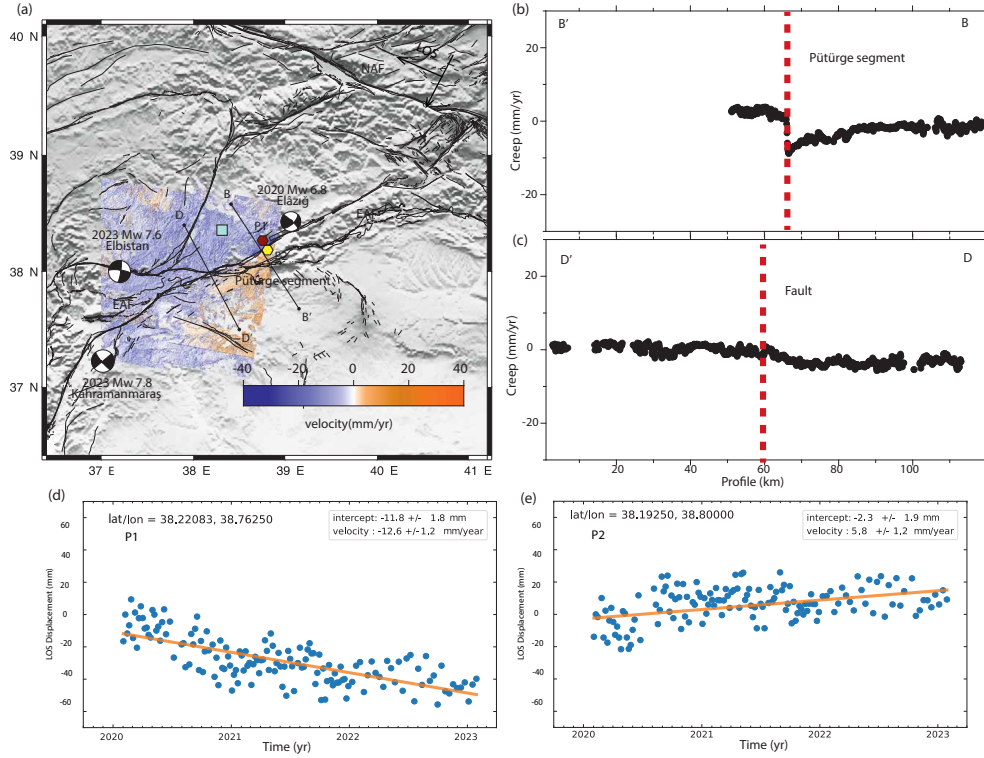 (a)
40 N
39 N
38 N
37 N
37 E
38 E
39 E
40 E
41 E
LOS
NAF
2020 Mw 6.8
Elâzığ
B
D
P1
EAF
2023 Mw 7.6
Elbistan
Pütürge segment
EAF
B'
D'
2023 Mw 7.8
Kahramanmaraş
-40 -20 0 20 40
velocity(mm/yr)
(b)
B'
B
Pütürge segment
20
0
-20
Creep (mm/yr)
(c)
D'
D
Fault
20
0
-20
Creep (mm/yr)
20 40 60 80 100
Profile (km)
(d)
lat/lon = 38.22083, 38.76250
P1
intercept: -11.8 +/- 1.8 mm
velocity : -12.6 +/-1,2 mm/year
60
40
20
0
-20
-40
-60
LOS Displacement (mm)
2020 2021 2022 2023
Time (yr)
(e)
lat/lon = 38.19250, 38.80000
P2
intercept: -2.3 +/- 1.9 mm
velocity: 5,8 +/- 1,2 mm/year
60
40
20
0
-20
-40
-60
LOS Displacement (mm)
2020 2021 2022 2023
Time (yr)